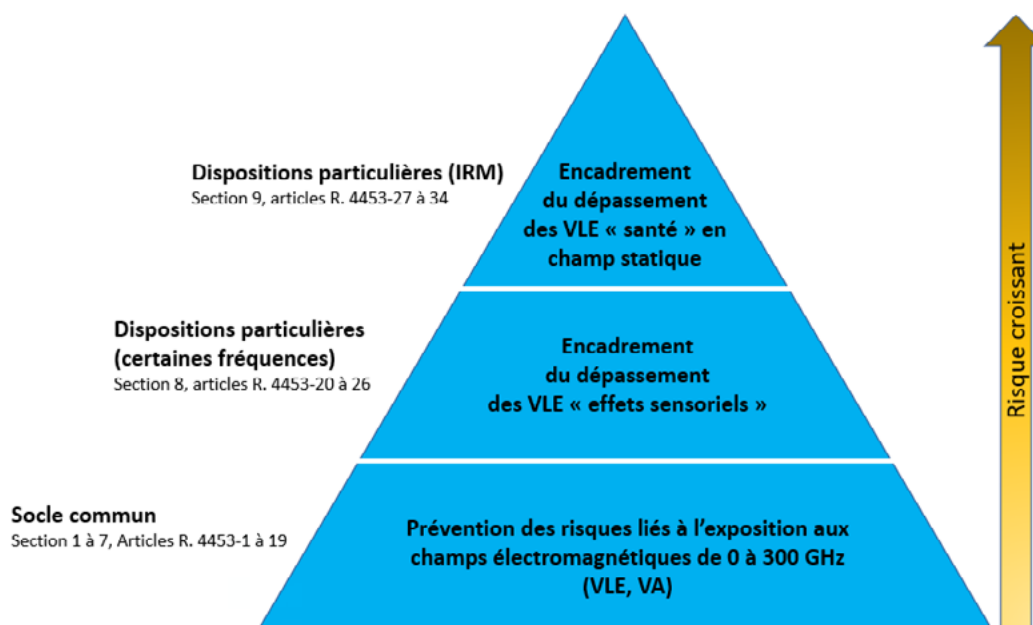 Dispositions particulières (IRM)
Section 9, articles R. 4453-27 à 34
Encadrement
du dépassement
des VLE « santé » en
champ statique
Dispositions particulières
(certaines fréquences)
Section 8, articles R. 4453-20 à 26
Encadrement
du dépassement
des VLE « effets sensoriels »
Socle commun
Section 1 à 7, Articles R. 4453-1 à 19
Prévention des risques liés à l’exposition aux
champs électromagnétiques de 0 à 300 GHz
(VLE, VA)
Risque croissant